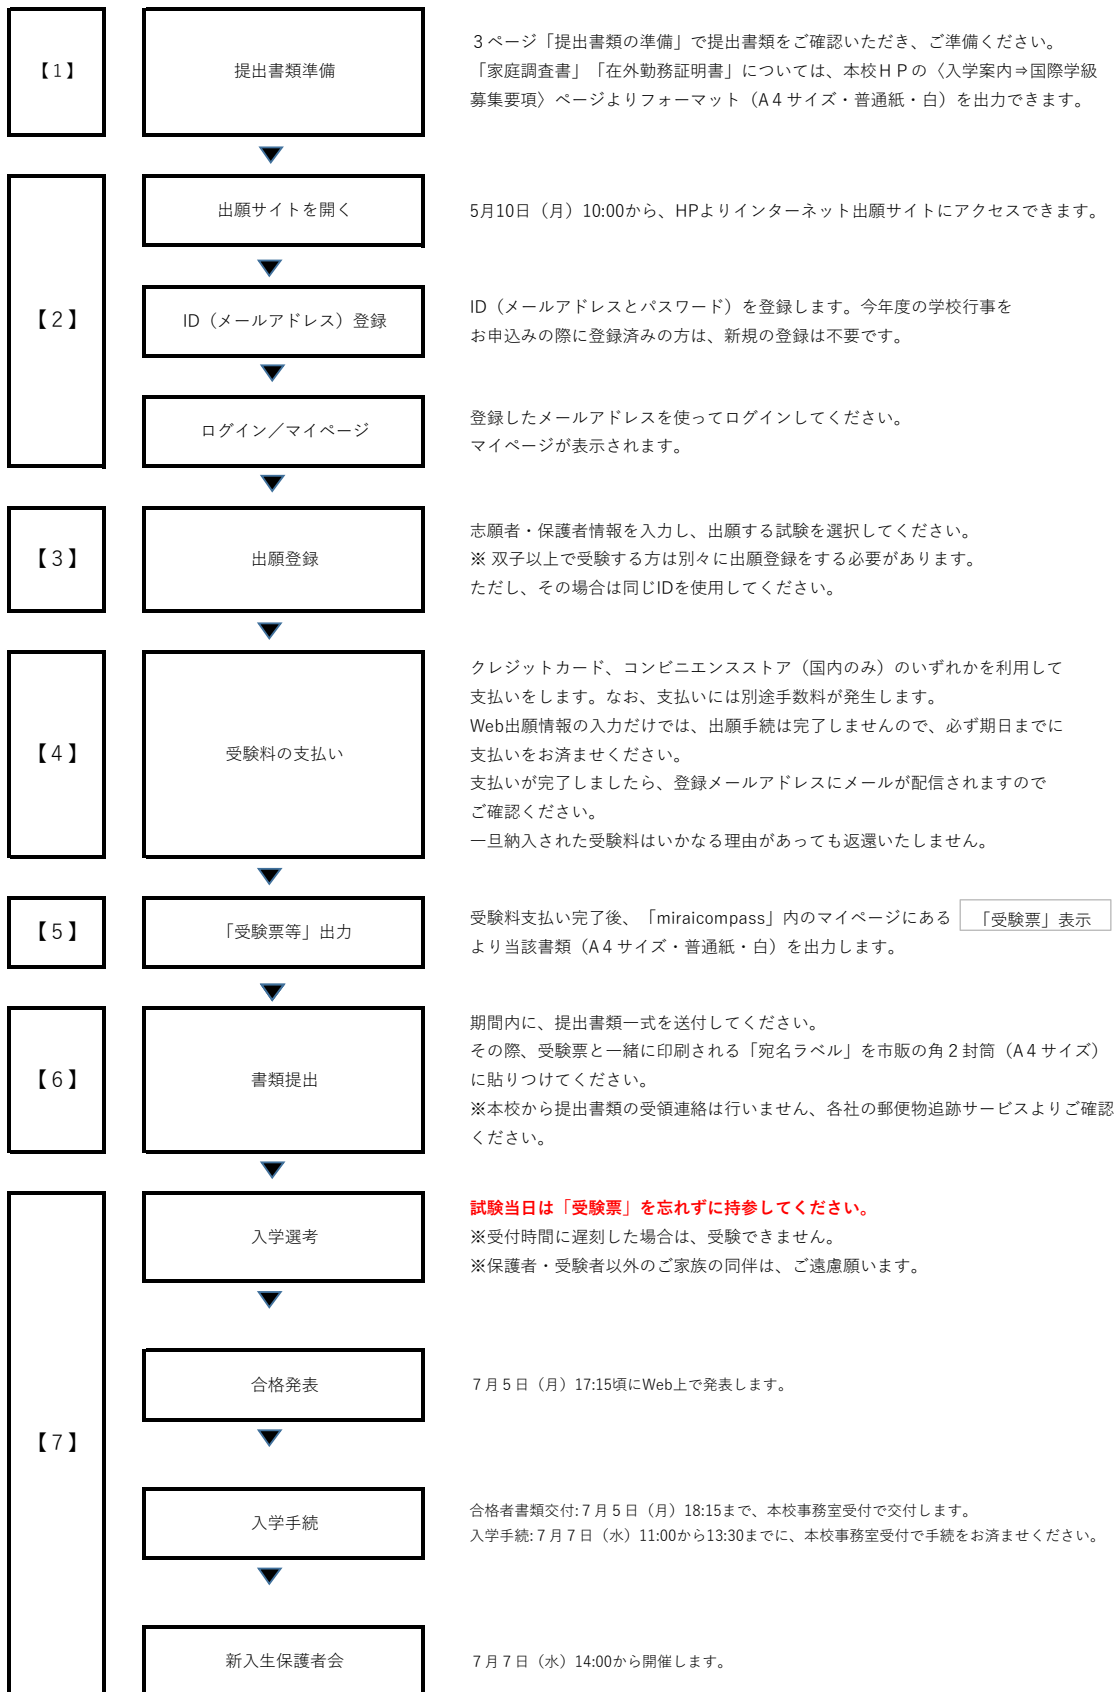 【１】
提出書類準備
３ページ「提出書類の準備」で提出書類をご確認いただき、ご準備ください。
「家庭調査書」「在外勤務証明書」については、本校ＨＰの〈入学案内⇒国際学級
募集要項〉ページよりフォーマット（A４サイズ・普通紙・白）を出力できます。
【２】
出願サイトを開く
5月10日（月）10:00から、HPよりインターネット出願サイトにアクセスできます。
ID（メールアドレス）登録
ID（メールアドレスとパスワード）を登録します。今年度の学校行事を
お申込みの際に登録済みの方は、新規の登録は不要です。
ログイン／マイページ
登録したメールアドレスを使ってログインしてください。
マイページが表示されます。
【３】
出願登録
志願者・保護者情報を入力し、出願する試験を選択してください。
※ 双子以上で受験する方は別々に出願登録をする必要があります。
ただし、その場合は同じIDを使用してください。
【４】
受験料の支払い
クレジットカード、コンビニエンスストア（国内のみ）のいずれかを利用して
支払いをします。なお、支払いには別途手数料が発生します。
Web出願情報の入力だけでは、出願手続は完了しませんので、必ず期日までに
支払いをお済ませください。
支払いが完了しましたら、登録メールアドレスにメールが配信されますので
ご確認ください。
一旦納入された受験料はいかなる理由があっても返還いたしません。
【５】
「受験票等」出力
受験料支払い完了後、「miraicompass」内のマイページにある 「受験票」表示
より当該書類（A４サイズ・普通紙・白）を出力します。
【６】
書類提出
期間内に、提出書類一式を送付してください。
その際、受験票と一緒に印刷される「宛名ラベル」を市販の角２封筒（A４サイズ）
に貼りつけてください。
※本校から提出書類の受領連絡は行いません、各社の郵便物追跡サービスよりご確認
ください。
【７】
入学選考
試験当日は「受験票」を忘れずに持参してください。
※受付時間に遅刻した場合は、受験できません。
※保護者・受験者以外のご家族の同伴は、ご遠慮願います。
合格発表
７月５日（月）17:15頃にWeb上で発表します。
入学手続
合格者書類交付:７月５日（月）18:15まで、本校事務室受付で交付します。
入学手続:７月７日（水）11:00から13:30までに、本校事務室受付で手続をお済ませください。
新入生保護者会
７月７日（水）14:00から開催します。